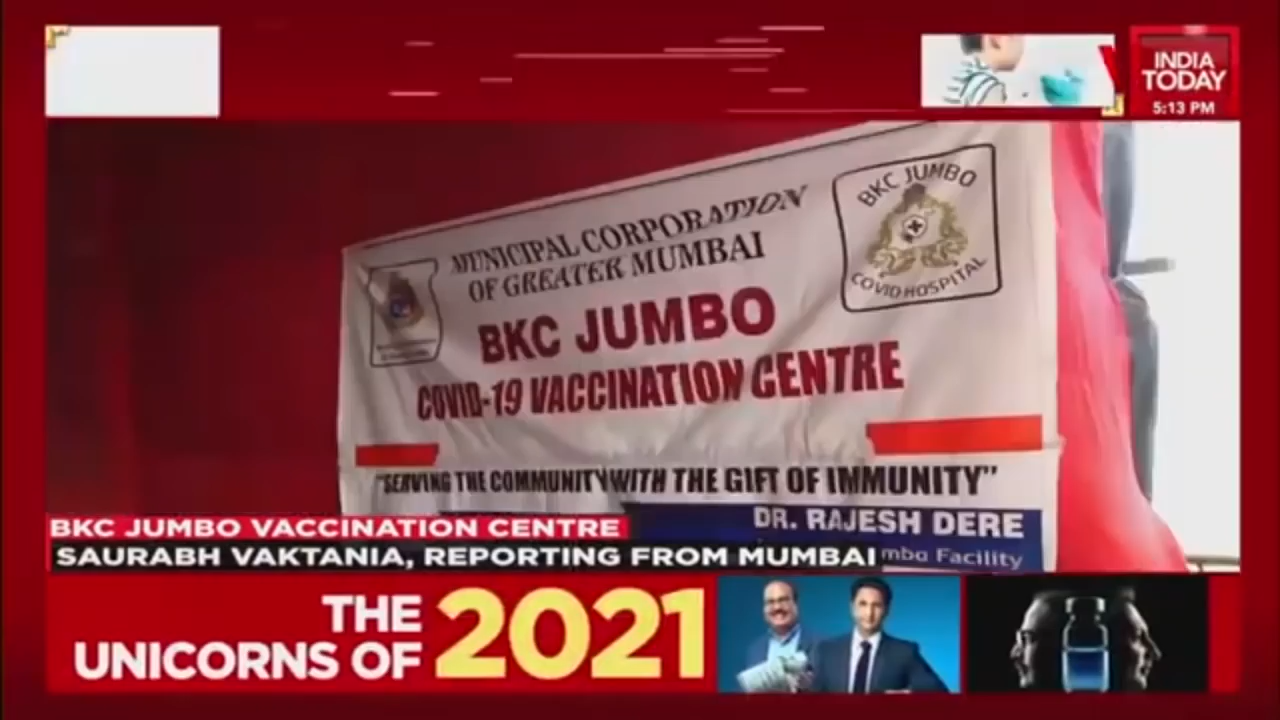 INDIA
TODAY
5:13 PM
MUNICIPAL CORPORATION
OF GREATER MUMBAI
BKC JUMBO
COVID HOSPITAL
BKC JUMBO
COVID-19 VACCINATION CENTRE
"SERVING THE COMMUNITY WITH THE GIFT OF IMMUNITY"
DR. RAJESH DERE
Facility
BKC JUMBO VACCINATION CENTRE
SAURABH VAKTANIA, REPORTING FROM MUMBAI
THE
UNICORNS OF 2021